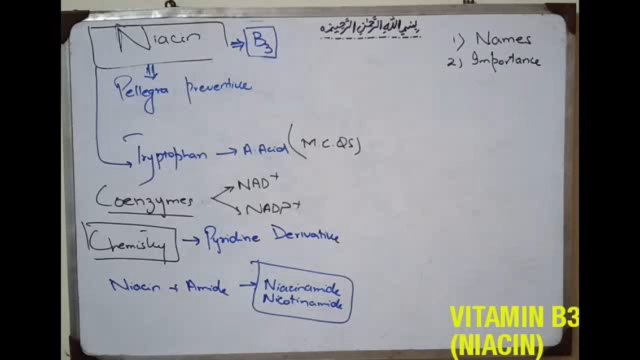 Niacin ⇒ B3
بسم الله الرحمن الرحيم
1) Names
2) Importance
Pellegra preventive
Tryptophan → A.Acid (M.C.QS)
Coenzymes
NAD+
NADP+
Chemistry → Pyridine Derivative
Niacin + Amide → Niacinamide
Nicotinamide
VITAMIN B3
(NIACIN)